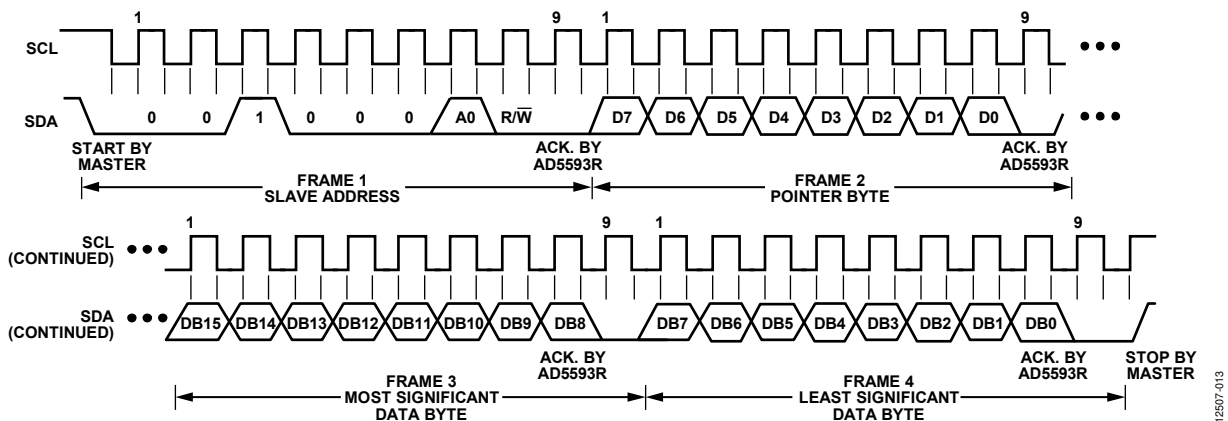 1 9 1 9
SCL
SDA
0 0 1 0 0 0 A0 R/W̅ D7 D6 D5 D4 D3 D2 D1 D0
START BY
MASTER
ACK. BY
AD5593R
ACK. BY
AD5593R
FRAME 1
SLAVE ADDRESS
FRAME 2
POINTER BYTE
1 9 1 9
SCL
(CONTINUED)
SDA
(CONTINUED)
DB15 DB14 DB13 DB12 DB11 DB10 DB9 DB8 DB7 DB6 DB5 DB4 DB3 DB2 DB1 DB0
ACK. BY
AD5593R
ACK. BY
AD5593R
STOP BY
MASTER
FRAME 3
MOST SIGNIFICANT
DATA BYTE
FRAME 4
LEAST SIGNIFICANT
DATA BYTE
12507-013